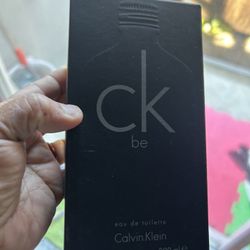 ck
be
eau de toilette
Calvin Klein